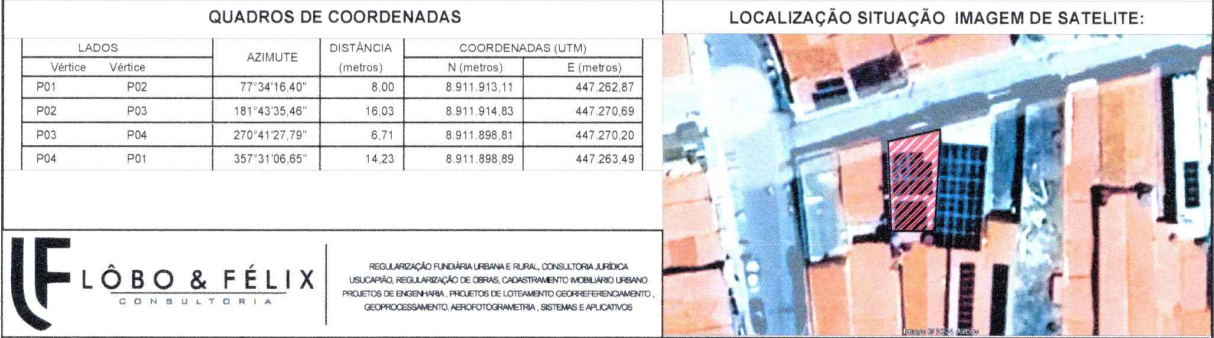 QUADROS DE COORDENADAS
LADOS AZIMUTE DISTÂNCIA COORDENADAS (UTM)
Vértice Vértice (metros) N (metros) E (metros)
P01 P02 77°34'16,40" 8,00 8.911.913,11 447.262,87
P02 P03 181°43'35,46" 16,03 8.911.914,83 447.270,69
P03 P04 270°41'27,79" 6,71 8.911.898,81 447.270,20
P04 P01 357°31'06,65" 14,23 8.911.898,89 447.263,49
LOCALIZAÇÃO SITUAÇÃO IMAGEM DE SATELITE:
LF LÔBO & FÉLIX
CONSULTORIA
REGULARIZAÇÃO FUNDIÁRIA URBANA E RURAL, CONSULTORIA JURÍDICA
USUCAPIÃO, REGULARIZAÇÃO DE OBRAS, CADASTRAMENTO IMOBILIÁRIO URBANO
PROJETOS DE ENGENHARIA , PROJETOS DE LOTEAMENTO GEORREFERENCIAMENTO ,
GEOPROCESSAMENTO, AEROFOTOGRAMETRIA , SISTEMAS E APLICATIVOS